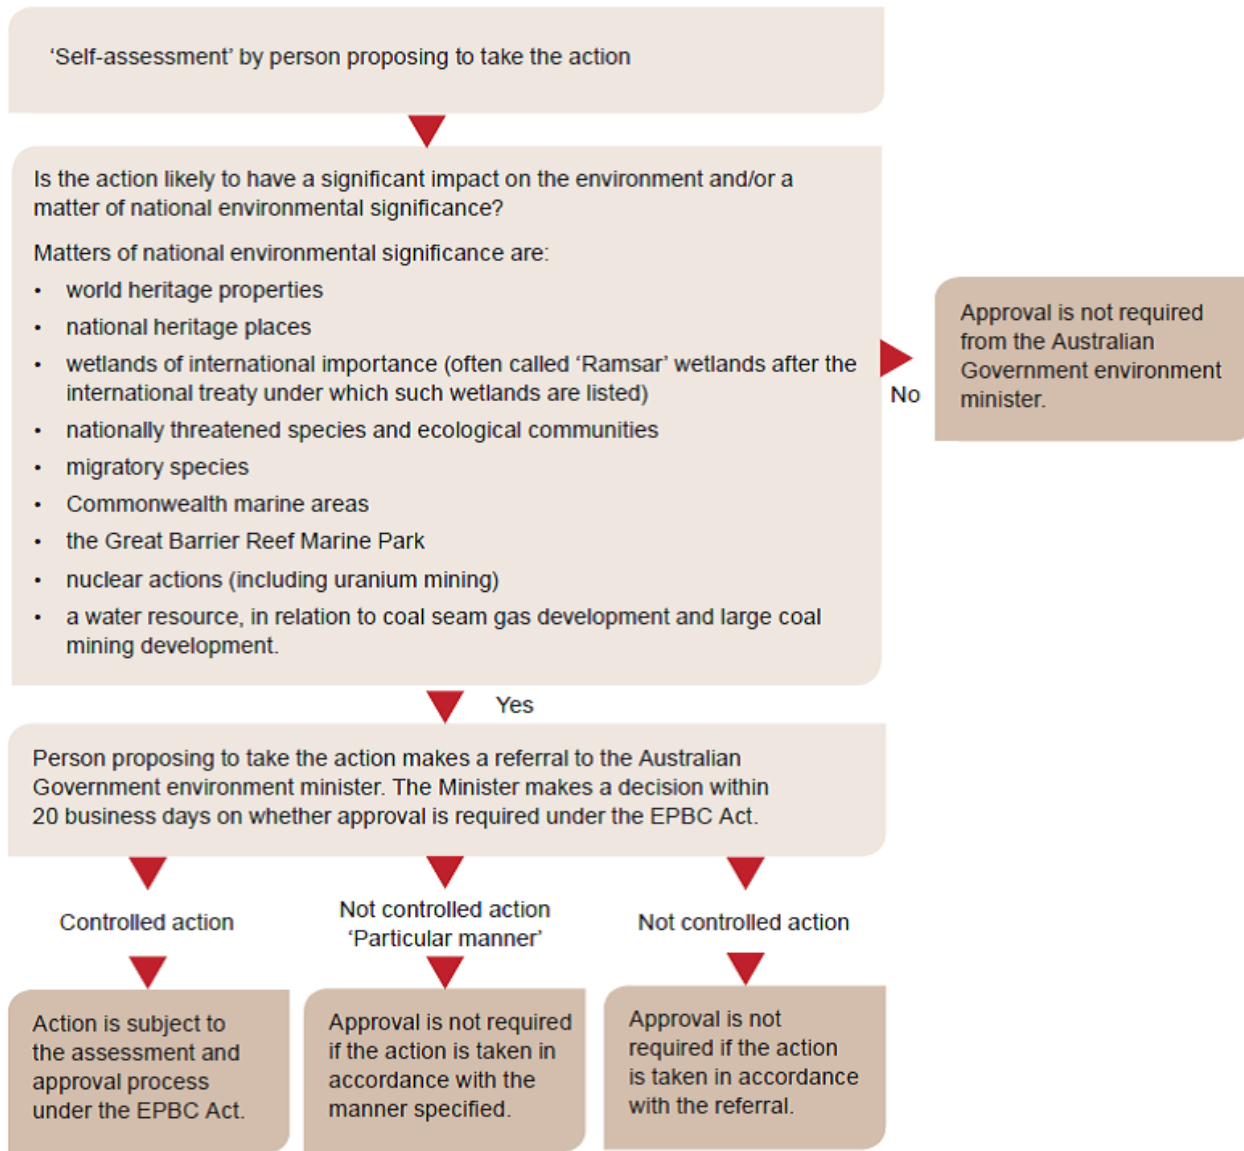 ‘Self-assessment’ by person proposing to take the action
Is the action likely to have a significant impact on the environment and/or a
matter of national environmental significance?
Matters of national environmental significance are:
• world heritage properties
• national heritage places
• wetlands of international importance (often called ‘Ramsar’ wetlands after the
international treaty under which such wetlands are listed)
• nationally threatened species and ecological communities
• migratory species
• Commonwealth marine areas
• the Great Barrier Reef Marine Park
• nuclear actions (including uranium mining)
• a water resource, in relation to coal seam gas development and large coal
mining development.
No
Approval is not required
from the Australian
Government environment
minister.
Yes
Person proposing to take the action makes a referral to the Australian
Government environment minister. The Minister makes a decision within
20 business days on whether approval is required under the EPBC Act.
Controlled action
Not controlled action
‘Particular manner’
Not controlled action
Action is subject to
the assessment and
approval process
under the EPBC Act.
Approval is not required
if the action is taken in
accordance with the
manner specified.
Approval is not
required if the action
is taken in accordance
with the referral.